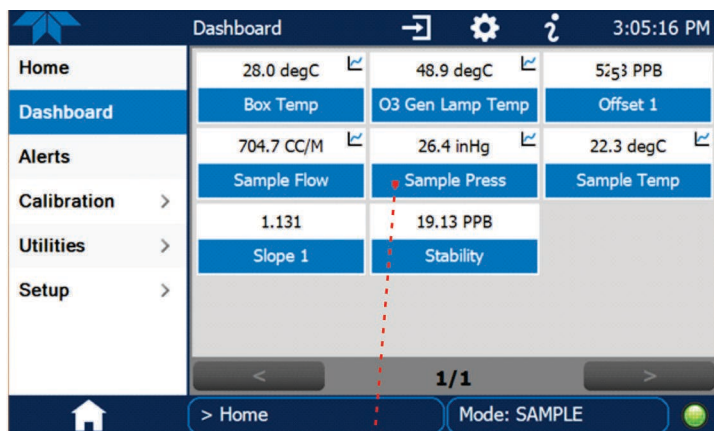 Dashboard 3:05:16 PM
Home
Dashboard
Alerts
Calibration >
Utilities >
Setup >
28.0 degC
Box Temp
48.9 degC
O3 Gen Lamp Temp
PPB
Offset 1
704.7 CC/M
Sample Flow
26.4 inHg
Sample Press
22.3 degC
Sample Temp
1.131
Slope 1
19.13 PPB
Stability
< 1/1 >
> Home Mode: SAMPLE